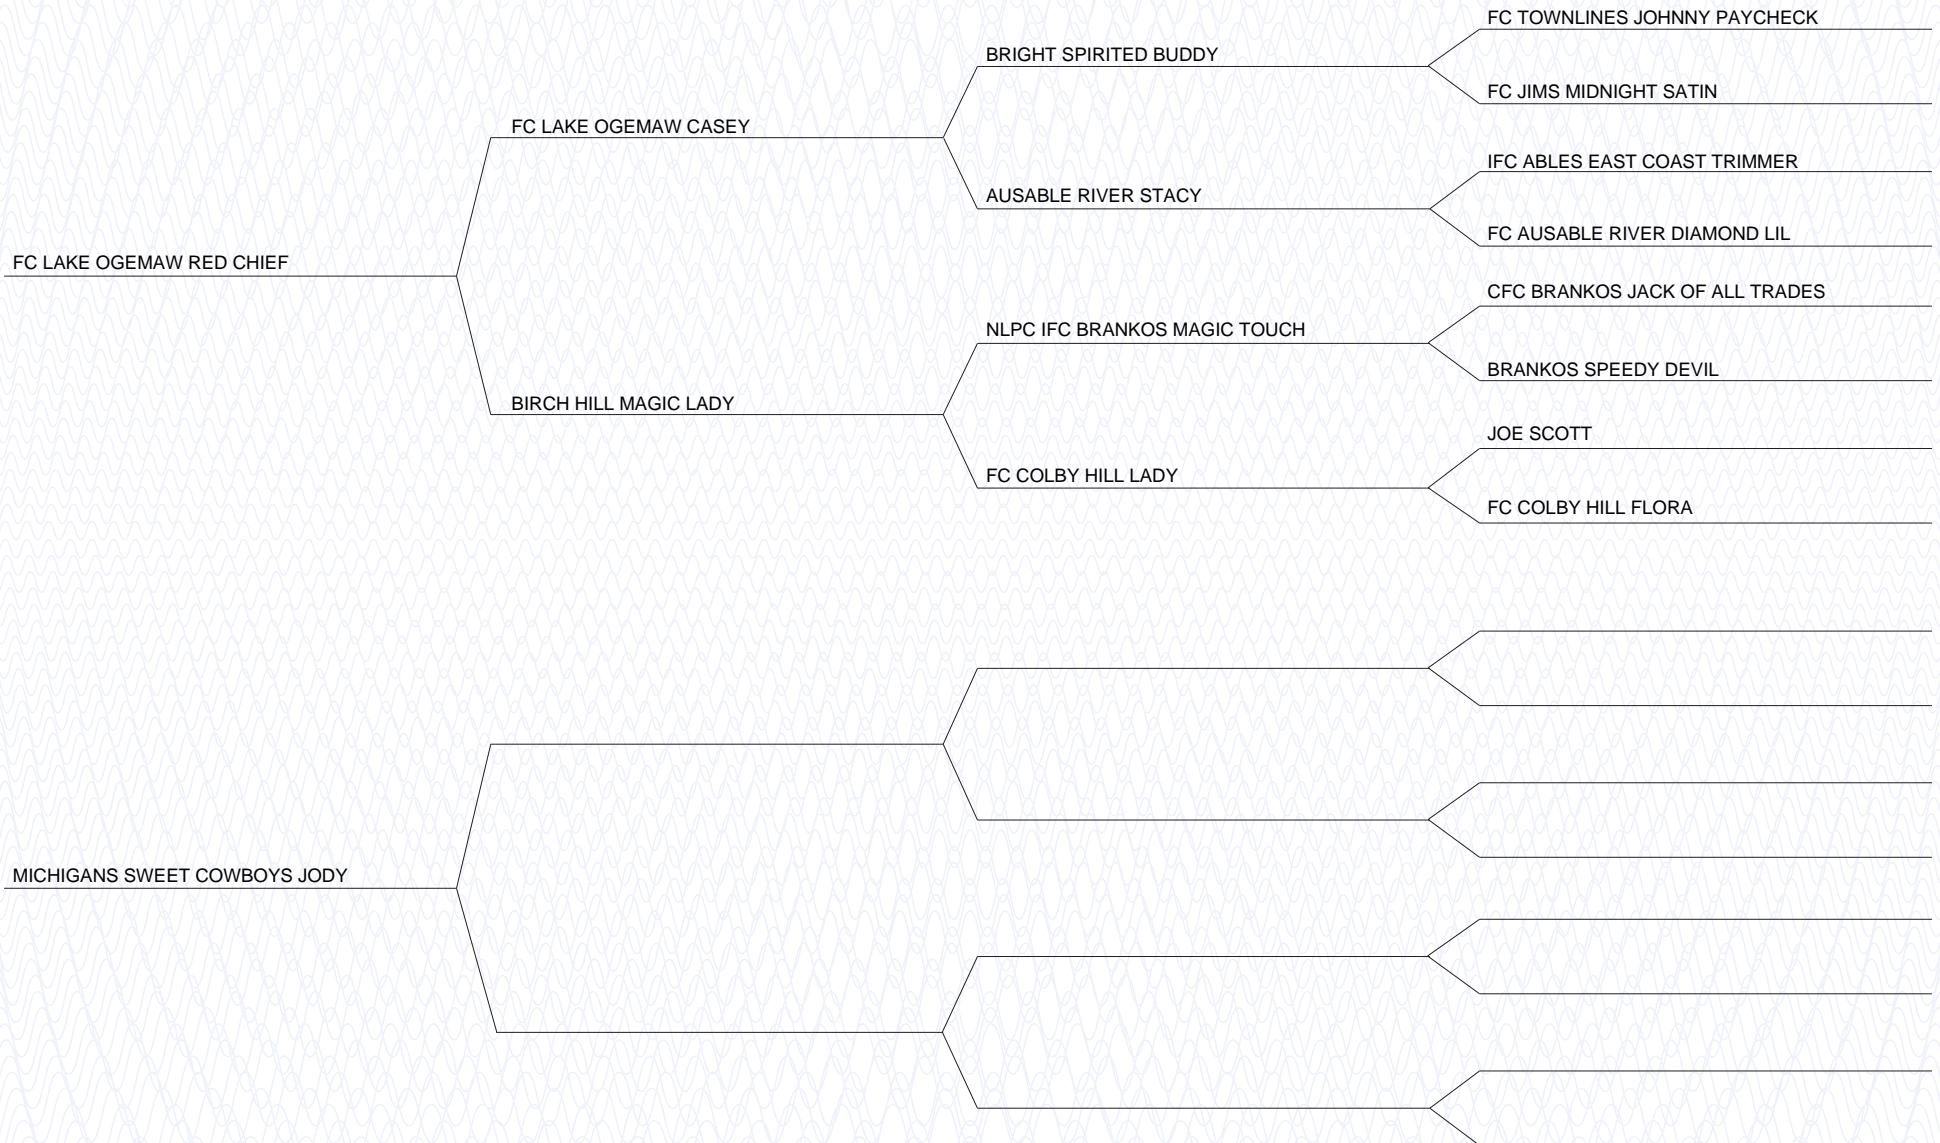 FC TOWNLINES JOHNNY PAYCHECK
BRIGHT SPIRITED BUDDY
FC JIMS MIDNIGHT SATIN
FC LAKE OGEMAW CASEY
IFC ABLES EAST COAST TRIMMER
AUSABLE RIVER STACY
FC AUSABLE RIVER DIAMOND LIL
FC LAKE OGEMAW RED CHIEF
CFC BRANKOS JACK OF ALL TRADES
NLPC IFC BRANKOS MAGIC TOUCH
BRANKOS SPEEDY DEVIL
BIRCH HILL MAGIC LADY
JOE SCOTT
FC COLBY HILL LADY
FC COLBY HILL FLORA
MICHIGANS SWEET COWBOYS JODY